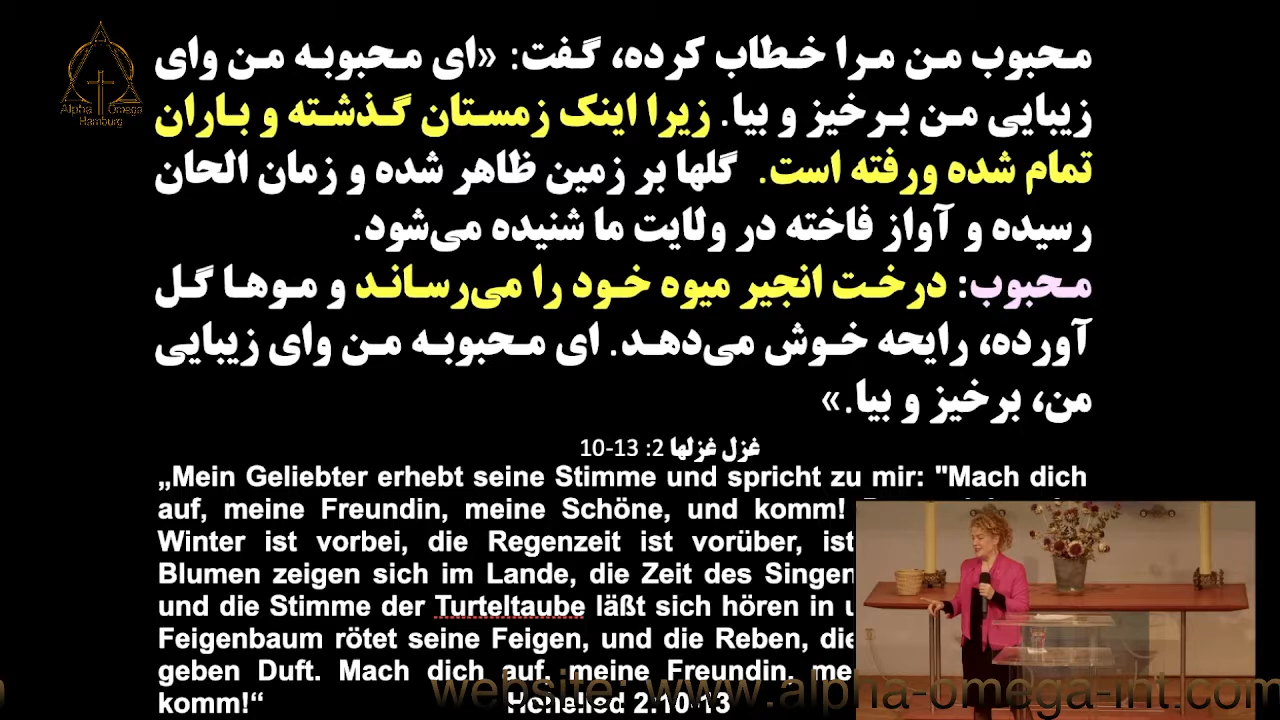 Alpha Omega
Hamburg
محبوب من مرا خطاب کرده، گفت: «ای محبوبه من وای
زیبایی من برخیز و بیا. زیرا اینک زمستان گذشته و باران
تمام شده ورفته است. گلها بر زمین ظاهر شده و زمان الحان
رسیده و آواز فاخته در ولایت ما شنیده می‌شود.
محبوب: درخت انجیر میوه خود را می‌رساند و موها گل
آورده، رایحه خوش می‌دهد. ای محبوبه من وای زیبایی
من، برخیز و بیا.»
غزل غزلها 2: 13-10
„Mein Geliebter erhebt seine Stimme und spricht zu mir: "Mach dich
auf, meine Freundin, meine Schöne, und komm!
Winter ist vorbei, die Regenzeit ist vorüber, ist
Blumen zeigen sich im Lande, die Zeit des Singen
und die Stimme der Turteltaube läßt sich hören in
Feigenbaum rötet seine Feigen, und die Reben, die
geben Duft. Mach dich auf, meine Freundin,
komm!“ Hohelied 2:10-13
website: www.alpha-omega-int.com